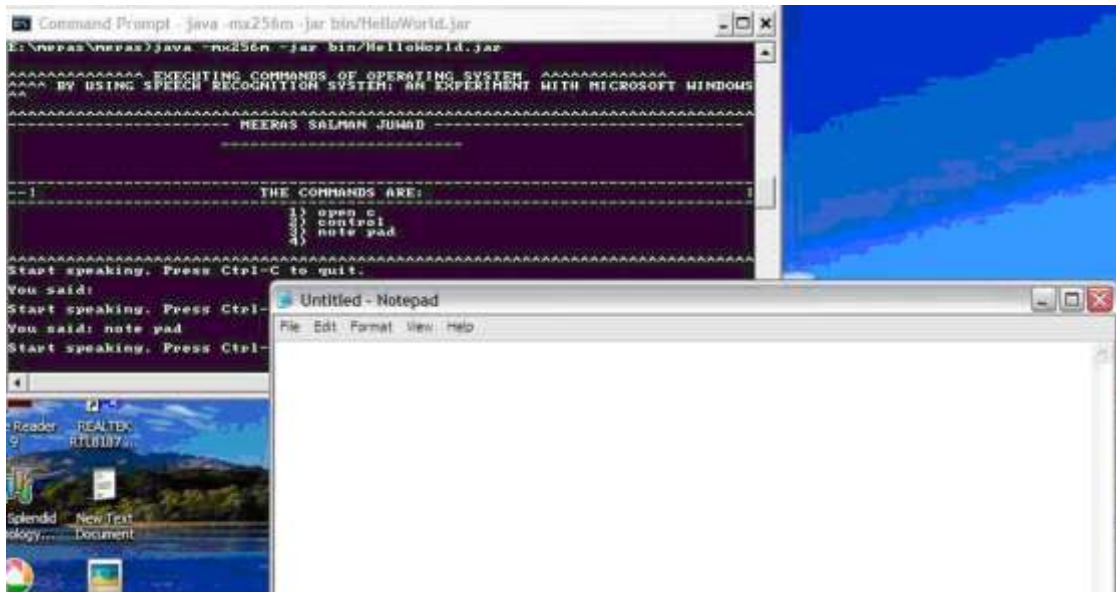 Command Prompt - java -mx256m -jar bin/HelloWorld.jar
E:\meras\meras>java -mx256m -jar bin/HelloWorld.jar
^^^^^^^^^^^^^^ EXECUTING COMMANDS OF OPERATING SYSTEM ^^^^^^^^^^^^^
^^^^ BY USING SPEECH RECOGNITION SYSTEM: AN EXPERIMENT WITH MICROSOFT WINDOWS
^^
---------------------- MEERAS SALMAN JUWAD --------------------------------
--------------------------
--! THE COMMANDS ARE: !
1) open c
2) control
3) note pad
4)
Start speaking. Press Ctrl-C to quit.
You said:
Start speaking. Press Ctrl-
You said: note pad
Start speaking. Press Ctrl-
Untitled - Notepad
File Edit Format View Help
Reader
9
REALTEK
RTL8187...
Splendid
nology...
New Text
Document